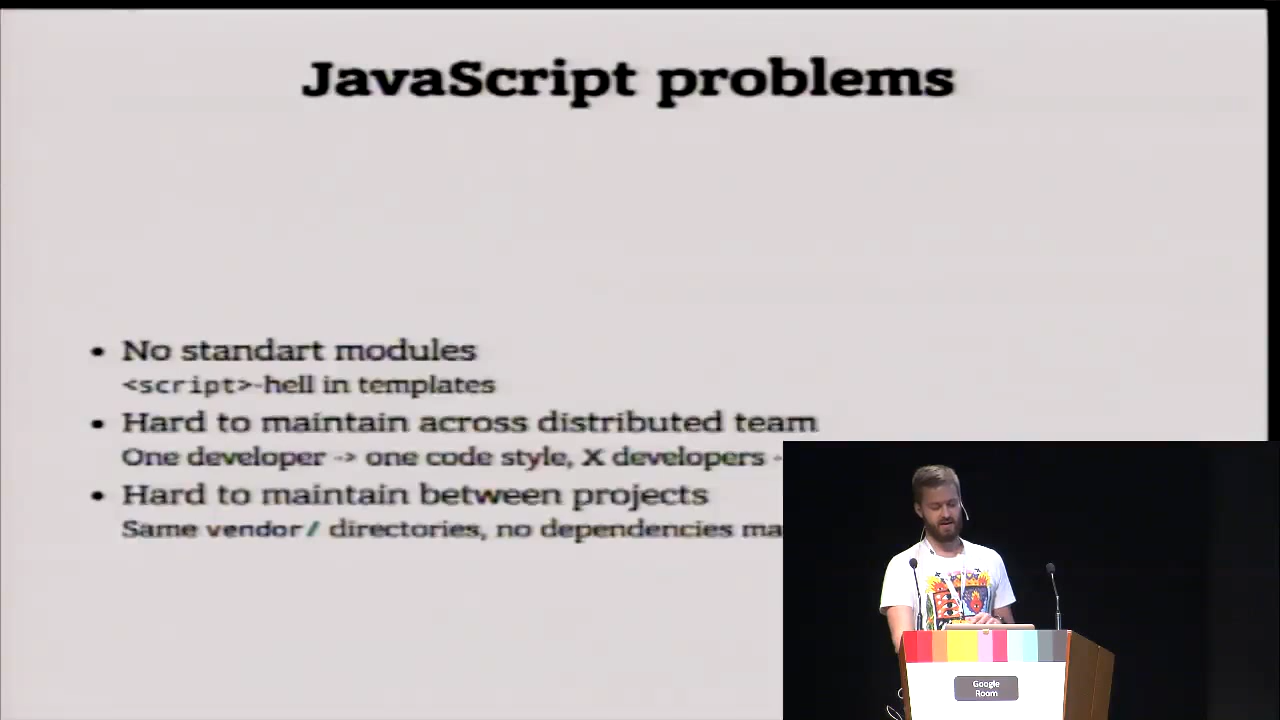 JavaScript problems
• No standart modules
<script>-hell in templates
• Hard to maintain across distributed team
One developer -> one code style, X developers -
• Hard to maintain between projects
Same vendor/ directories, no dependencies ma
Google
Room